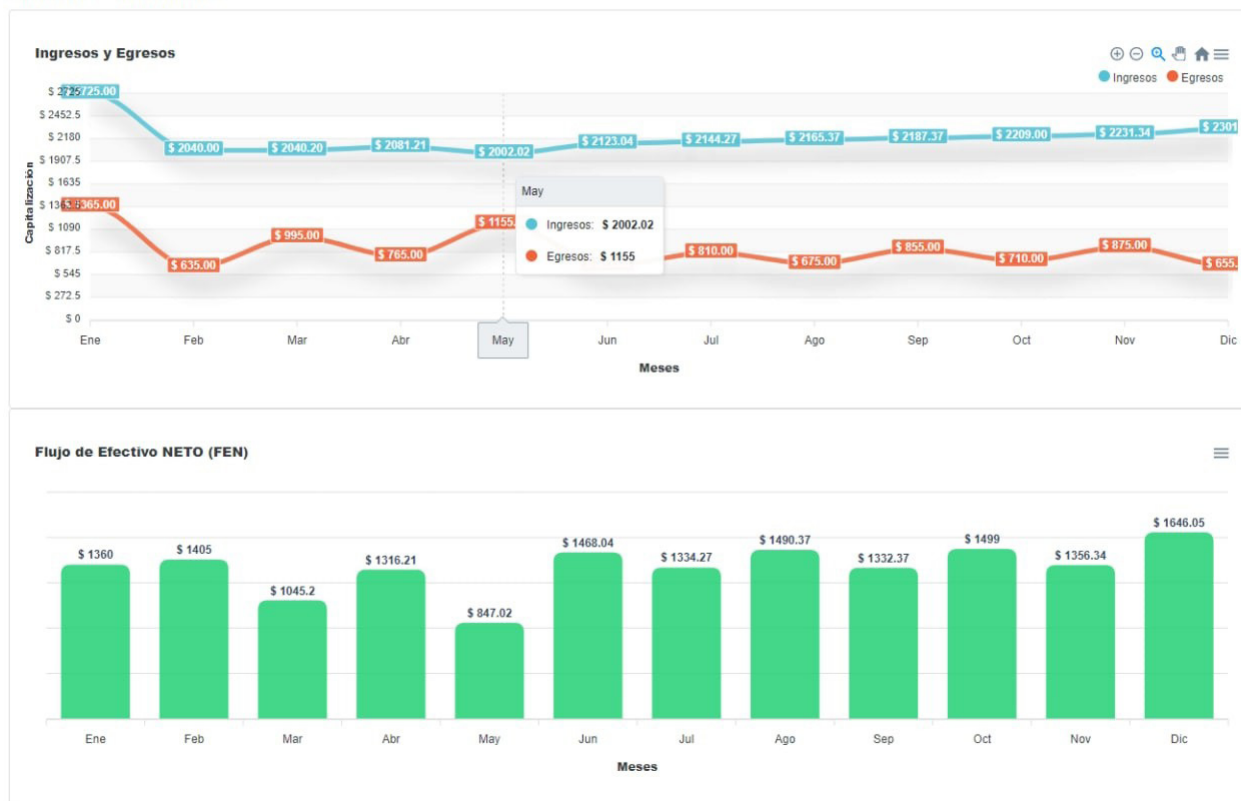 Ingresos y Egresos
Ingresos Egresos
Capitalización
$ 2725
$ 2452.5
$ 2180
$ 1907.5
$ 1635
$ 1362.5
$ 1090
$ 817.5
$ 545
$ 272.5
$ 0
$ 2040.00 $ 2040.20 $ 2081.21 $ 2002.02 $ 2123.04 $ 2144.27 $ 2165.37 $ 2187.37 $ 2209.00 $ 2231.34 $ 2301
$ 635.00 $ 995.00 $ 765.00 $ 1155. $ 810.00 $ 675.00 $ 855.00 $ 710.00 $ 875.00 $ 655.
May
Ingresos: $ 2002.02
Egresos: $ 1155
Ene Feb Mar Abr May Jun Jul Ago Sep Oct Nov Dic
Meses
Flujo de Efectivo NETO (FEN)
$ 1360 $ 1405 $ 1045.2 $ 1316.21 $ 847.02 $ 1468.04 $ 1334.27 $ 1490.37 $ 1332.37 $ 1499 $ 1356.34 $ 1646.05
Ene Feb Mar Abr May Jun Jul Ago Sep Oct Nov Dic
Meses